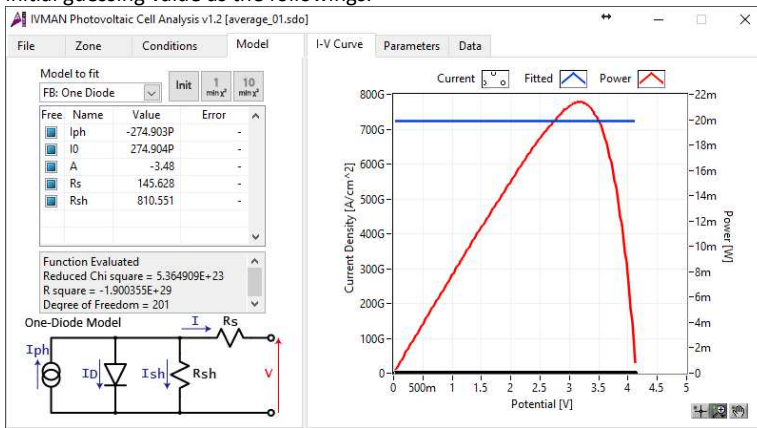 initial guessing value as the followings.
IVMAN Photovoltaic Cell Analysis v1.2 [average_01.sdo]
File Zone Conditions Model
Model to fit
FB: One Diode
Init
1 min χ²
10 min χ²
Free Name Value Error
Iph -274.903P -
I0 274.904P -
A -3.48 -
Rs 145.628 -
Rsh 810.551 -
Function Evaluated
Reduced Chi square = 5.364909E+23
R square = -1.900355E+29
Degree of Freedom = 201
One-Diode Model
I Rs
Iph
ID Ish Rsh V
I-V Curve Parameters Data
Current Fitted Power
800G
700G
600G
500G
400G
300G
200G
100G
0
Current Density [A/cm^2]
22m
20m
18m
16m
14m
12m
10m
8m
6m
4m
2m
0
Power [W]
0 500m 1 1.5 2 2.5 3 3.5 4 4.5 5
Potential [V]